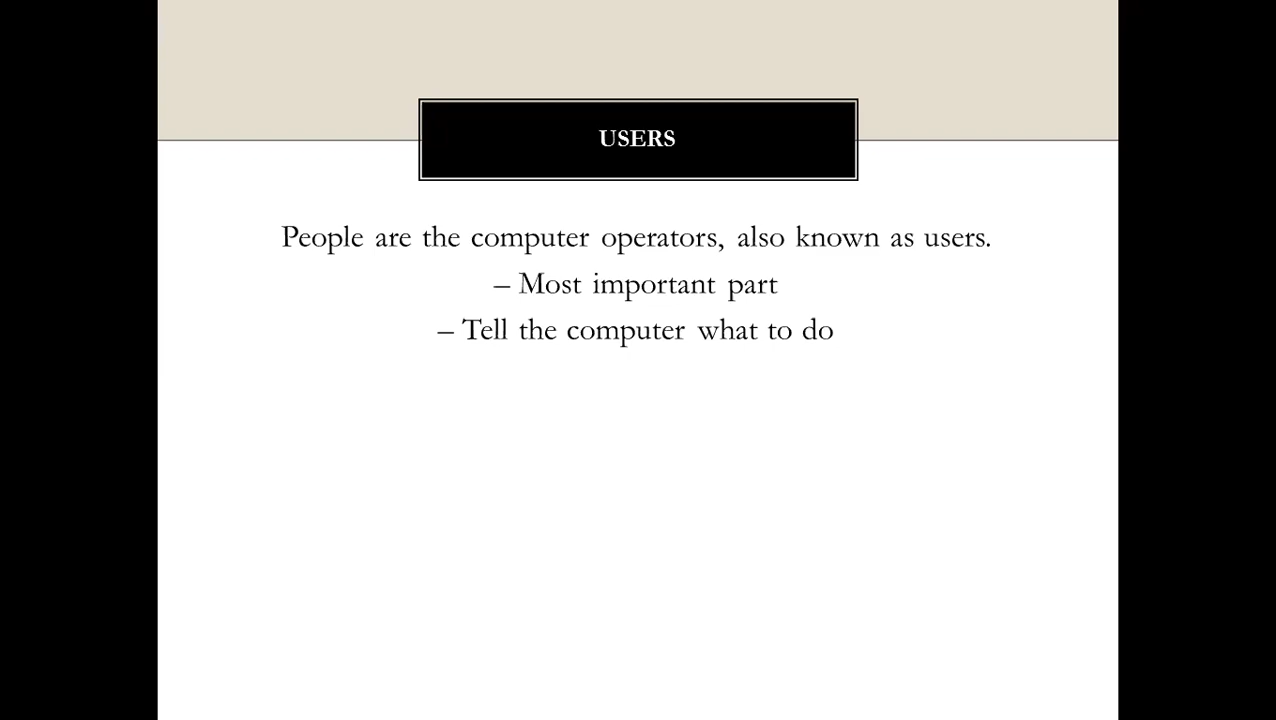 USERS
People are the computer operators, also known as users.
– Most important part
– Tell the computer what to do